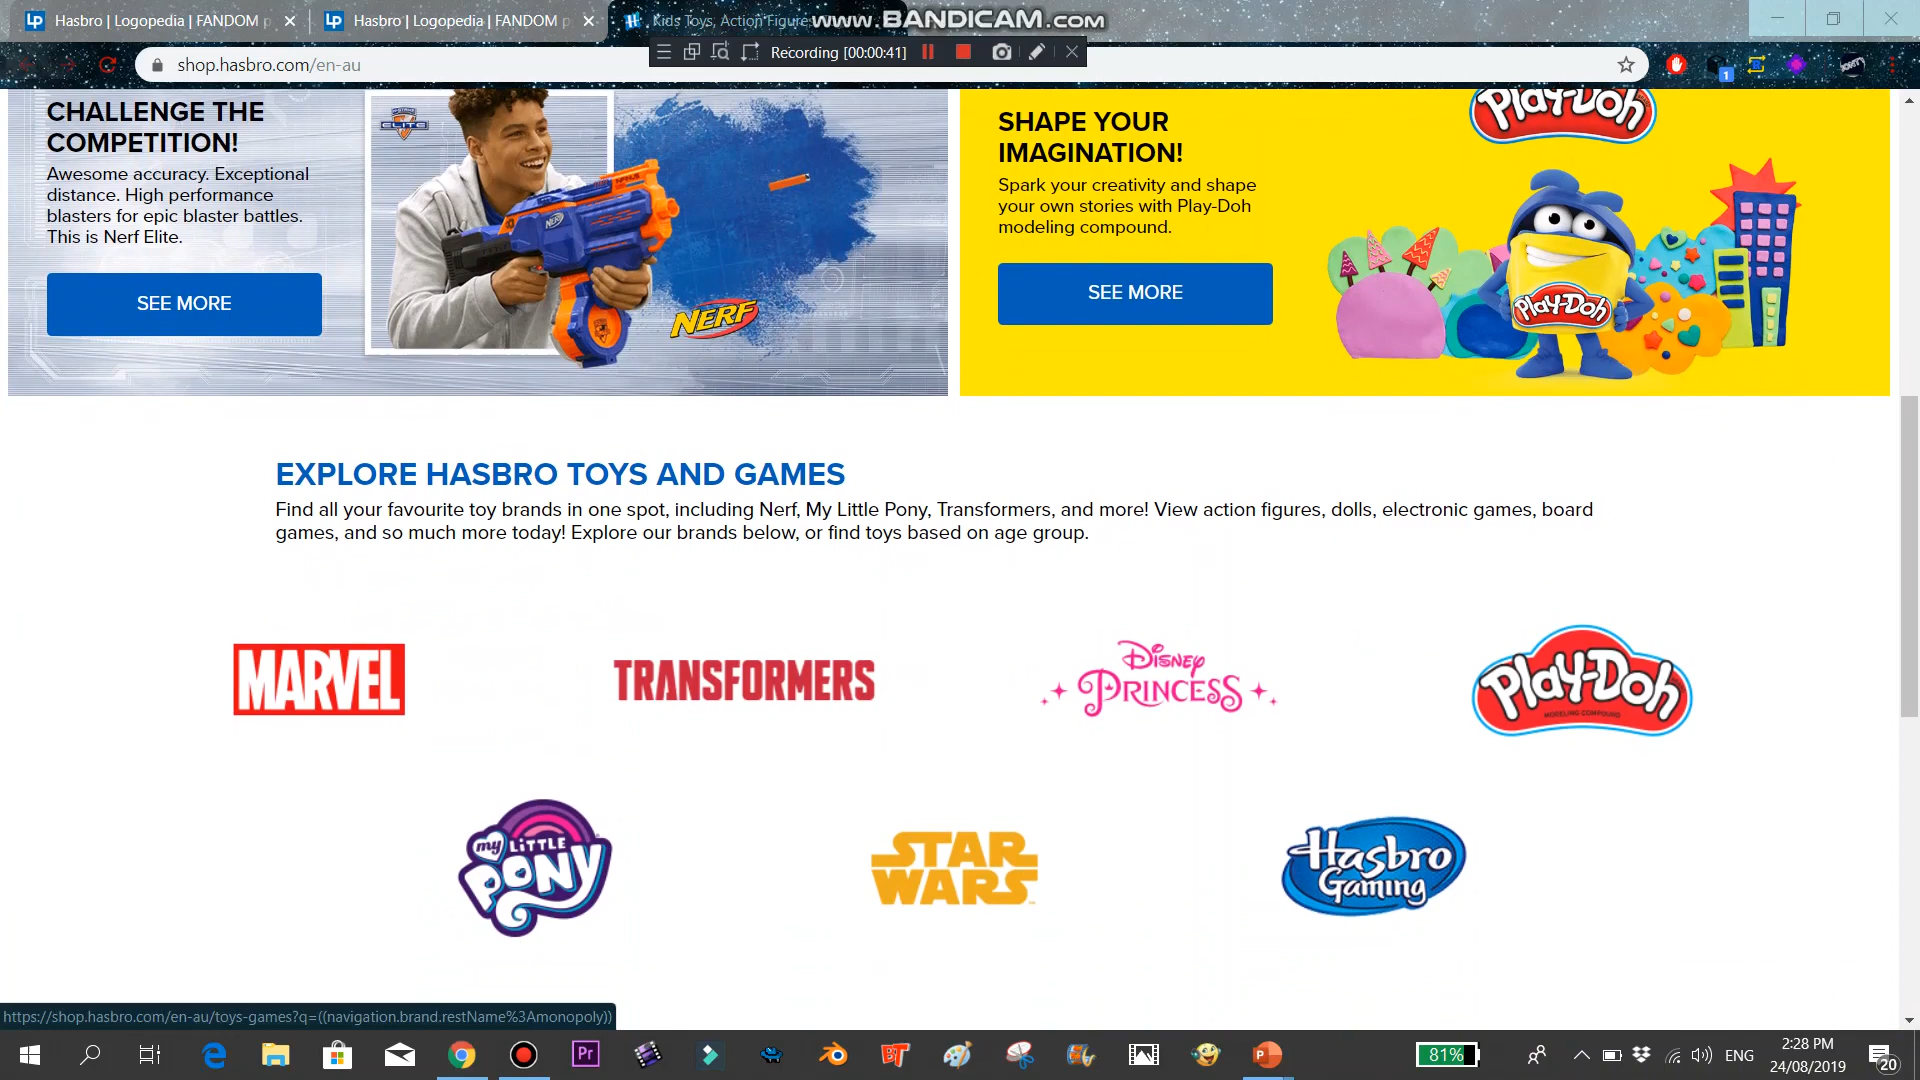 Hasbro | Logopedia | FANDOM p
Hasbro | Logopedia | FANDOM p
Kids Toys, Action Figure
www.BANDICAM.com
Recording [00:00:41]
shop.hasbro.com/en-au
1
CHALLENGE THE
COMPETITION!
Awesome accuracy. Exceptional
distance. High performance
blasters for epic blaster battles.
This is Nerf Elite.
SEE MORE
ELITE
NERF
NERF
SHAPE YOUR
IMAGINATION!
Spark your creativity and shape
your own stories with Play-Doh
modeling compound.
SEE MORE
Play-Doh
Play-Doh
EXPLORE HASBRO TOYS AND GAMES
Find all your favourite toy brands in one spot, including Nerf, My Little Pony, Transformers, and more! View action figures, dolls, electronic games, board
games, and so much more today! Explore our brands below, or find toys based on age group.
MARVEL
TRANSFORMERS
Disney
PRINCESS
Play-Doh
MODELING COMPOUND
my LiTTLE
PONY
STAR
WARS
Hasbro
Gaming
https://shop.hasbro.com/en-au/toys-games?q=((navigation.brand.restName%3Amonopoly))
Pr
BT
81%
ENG
2:28 PM
24/08/2019
20